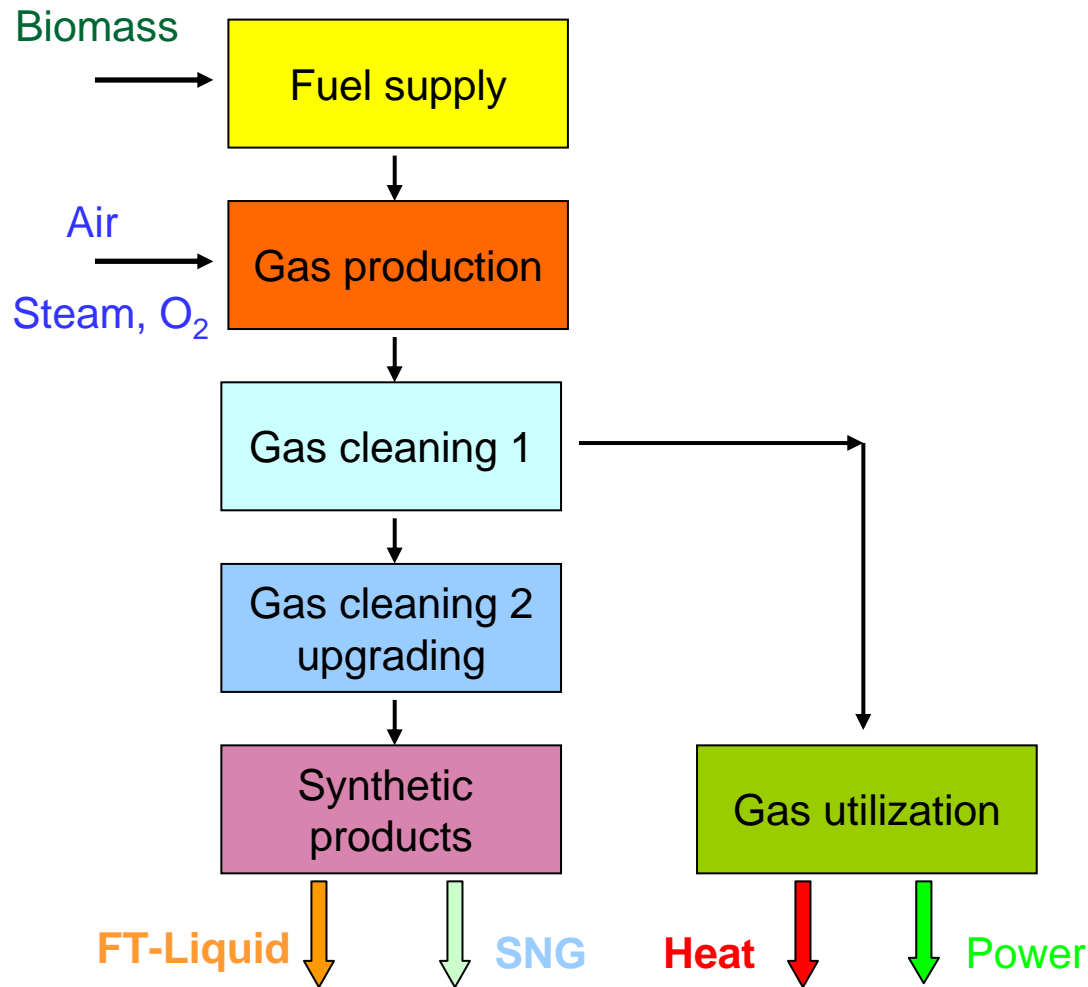 Biomass
Fuel supply
Air
Gas production
Steam, O₂
Gas cleaning 1
Gas cleaning 2
upgrading
Synthetic
products
Gas utilization
FT-Liquid
SNG
Heat
Power